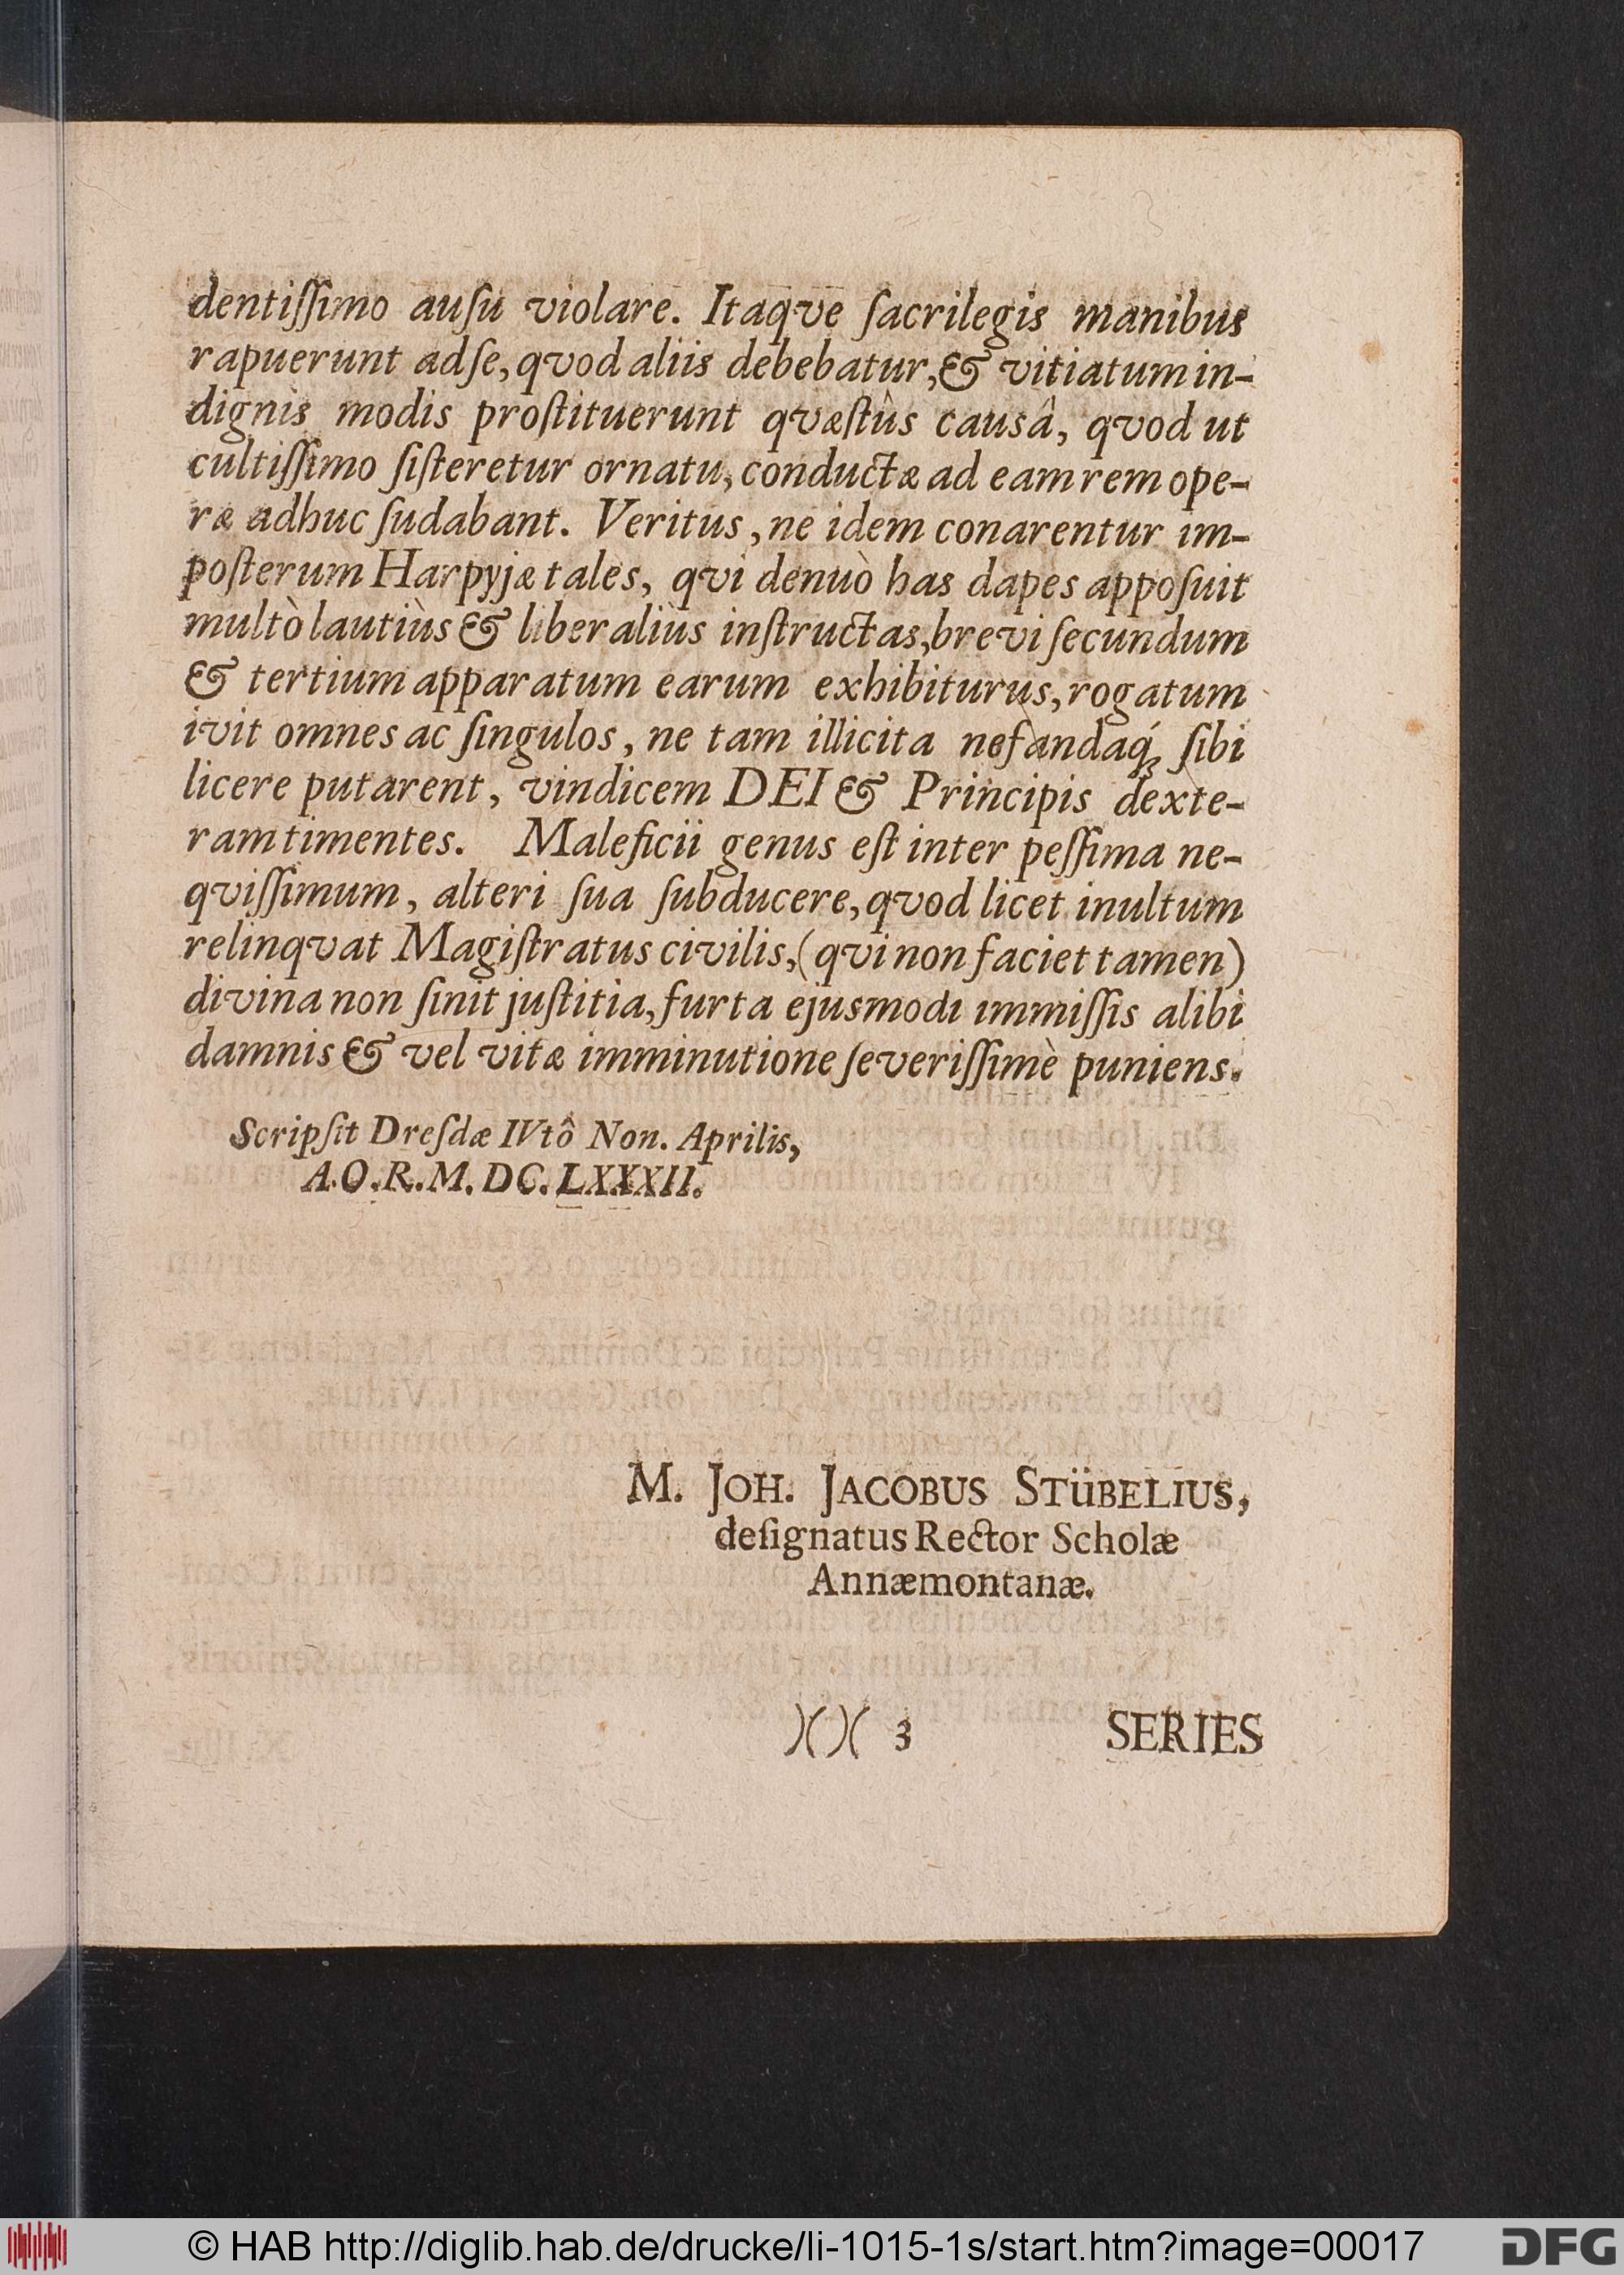 dentiſſimo auſu violare. Itaqve ſacrilegis manibus
rapuerunt ad ſe, qvod aliis debebatur, & vitiatum in-
dignis modis proſtituerunt qvæſtûs causâ, qvod ut
cultiſſimo ſiſteretur ornatu, conductæ ad eam rem ope-
ræ adhuc ſudabant. Veritus, ne idem conarentur im-
poſterum Harpyjæ tales, qvi denuò has dapes appoſuit
multò lautiùs & liberaliùs inſtructas, brevi ſecundum
& tertium apparatum earum exhibiturus, rogatum
ivit omnes ac ſingulos, ne tam illicita nefandaq́; ſibi
licere putarent, vindicem DEI & Principis dexte-
ram timentes. Maleficii genus eſt inter peſſima ne-
qviſſimum, alteri ſua ſubducere, qvod licet inultum
relinqvat Magiſtratus civilis, (qvi non faciet tamen)
divina non ſinit juſtitia, furta ejusmodi immiſſis alibi
damnis & vel vitæ imminutione ſeveriſſimè puniens.
Scripſit Dreſdæ IVtô Non. Aprilis,
A.O.R.M.DC.LXXXII.
M. JOH. JACOBUS STÜBELIUS,
deſignatus Rector Scholæ
Annæmontanæ.
)( )( 3 SERIES
© HAB http://diglib.hab.de/drucke/li-1015-1s/start.htm?image=00017
DFG